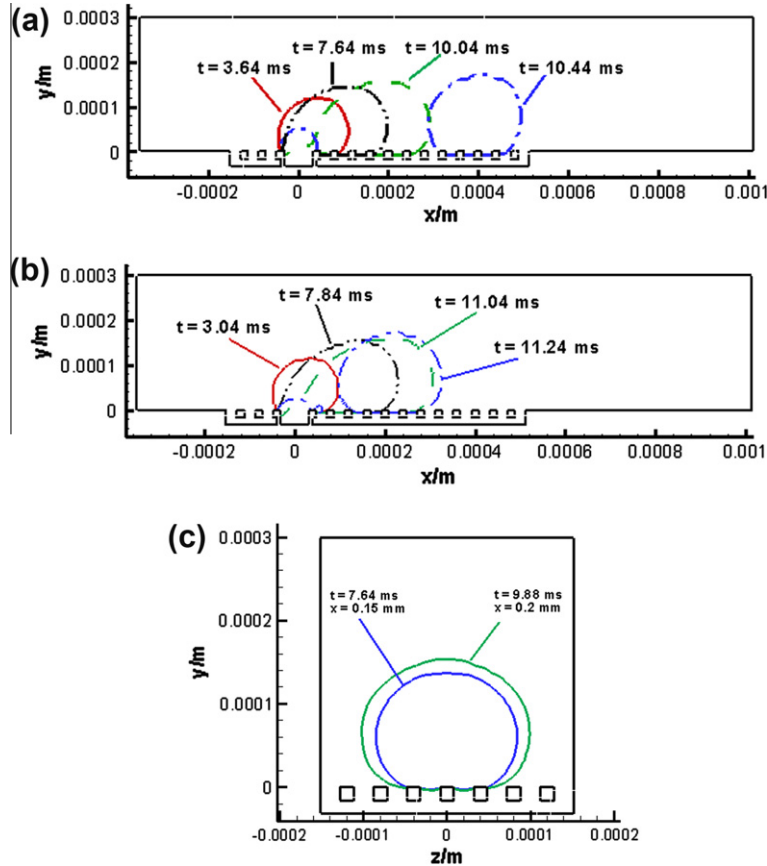 (a)
0.0003
0.0002
0.0001
0
y/m
t=3.64 ms
t=7.64 ms
t=10.04 ms
t=10.44 ms
-0.0002
0
0.0002
0.0004
0.0006
0.0008
0.001
x/m
(b)
0.0003
0.0002
0.0001
0
y/m
t=3.04 ms
t=7.84 ms
t=11.04 ms
t=11.24 ms
-0.0002
0
0.0002
0.0004
0.0006
0.0008
0.001
x/m
(c)
0.0003
0.0002
0.0001
0
y/m
t=7.64 ms
x=0.15 mm
t=9.88 ms
x=0.2 mm
-0.0002
-0.0001
0
0.0001
0.0002
z/m